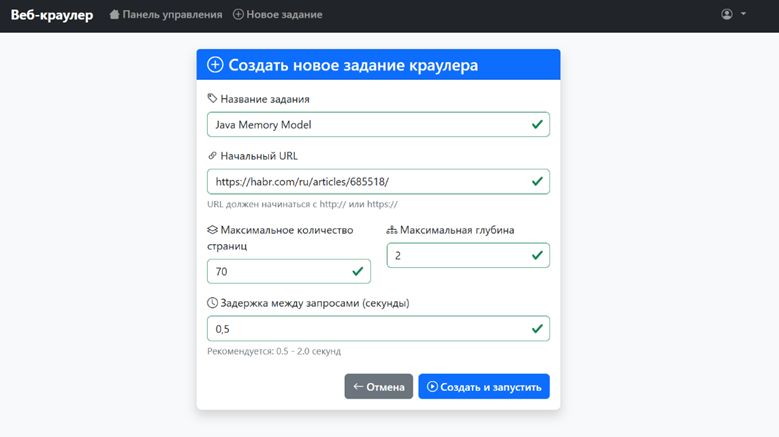 Веб-краулер Панель управления Новое задание
Создать новое задание краулера
Название задания
Java Memory Model
Начальный URL
https://habr.com/ru/articles/685518/
URL должен начинаться с http:// или https://
Максимальное количество
страниц
70
Максимальная глубина
2
Задержка между запросами (секунды)
0,5
Рекомендуется: 0.5 - 2.0 секунд
Отмена Создать и запустить